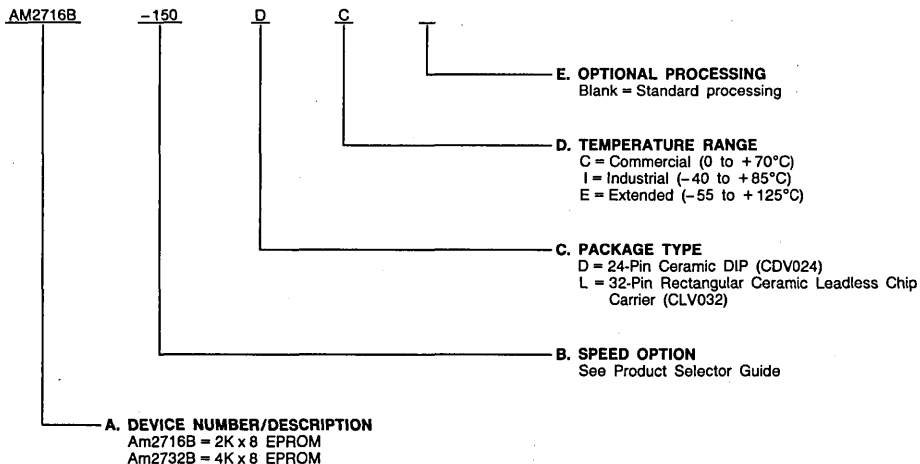 AM2716B -150 D C _
E. OPTIONAL PROCESSING
Blank = Standard processing
D. TEMPERATURE RANGE
C = Commercial (0 to +70°C)
I = Industrial (-40 to +85°C)
E = Extended (-55 to +125°C)
C. PACKAGE TYPE
D = 24-Pin Ceramic DIP (CDV024)
L = 32-Pin Rectangular Ceramic Leadless Chip
Carrier (CLV032)
B. SPEED OPTION
See Product Selector Guide
A. DEVICE NUMBER/DESCRIPTION
Am2716B = 2K x 8 EPROM
Am2732B = 4K x 8 EPROM